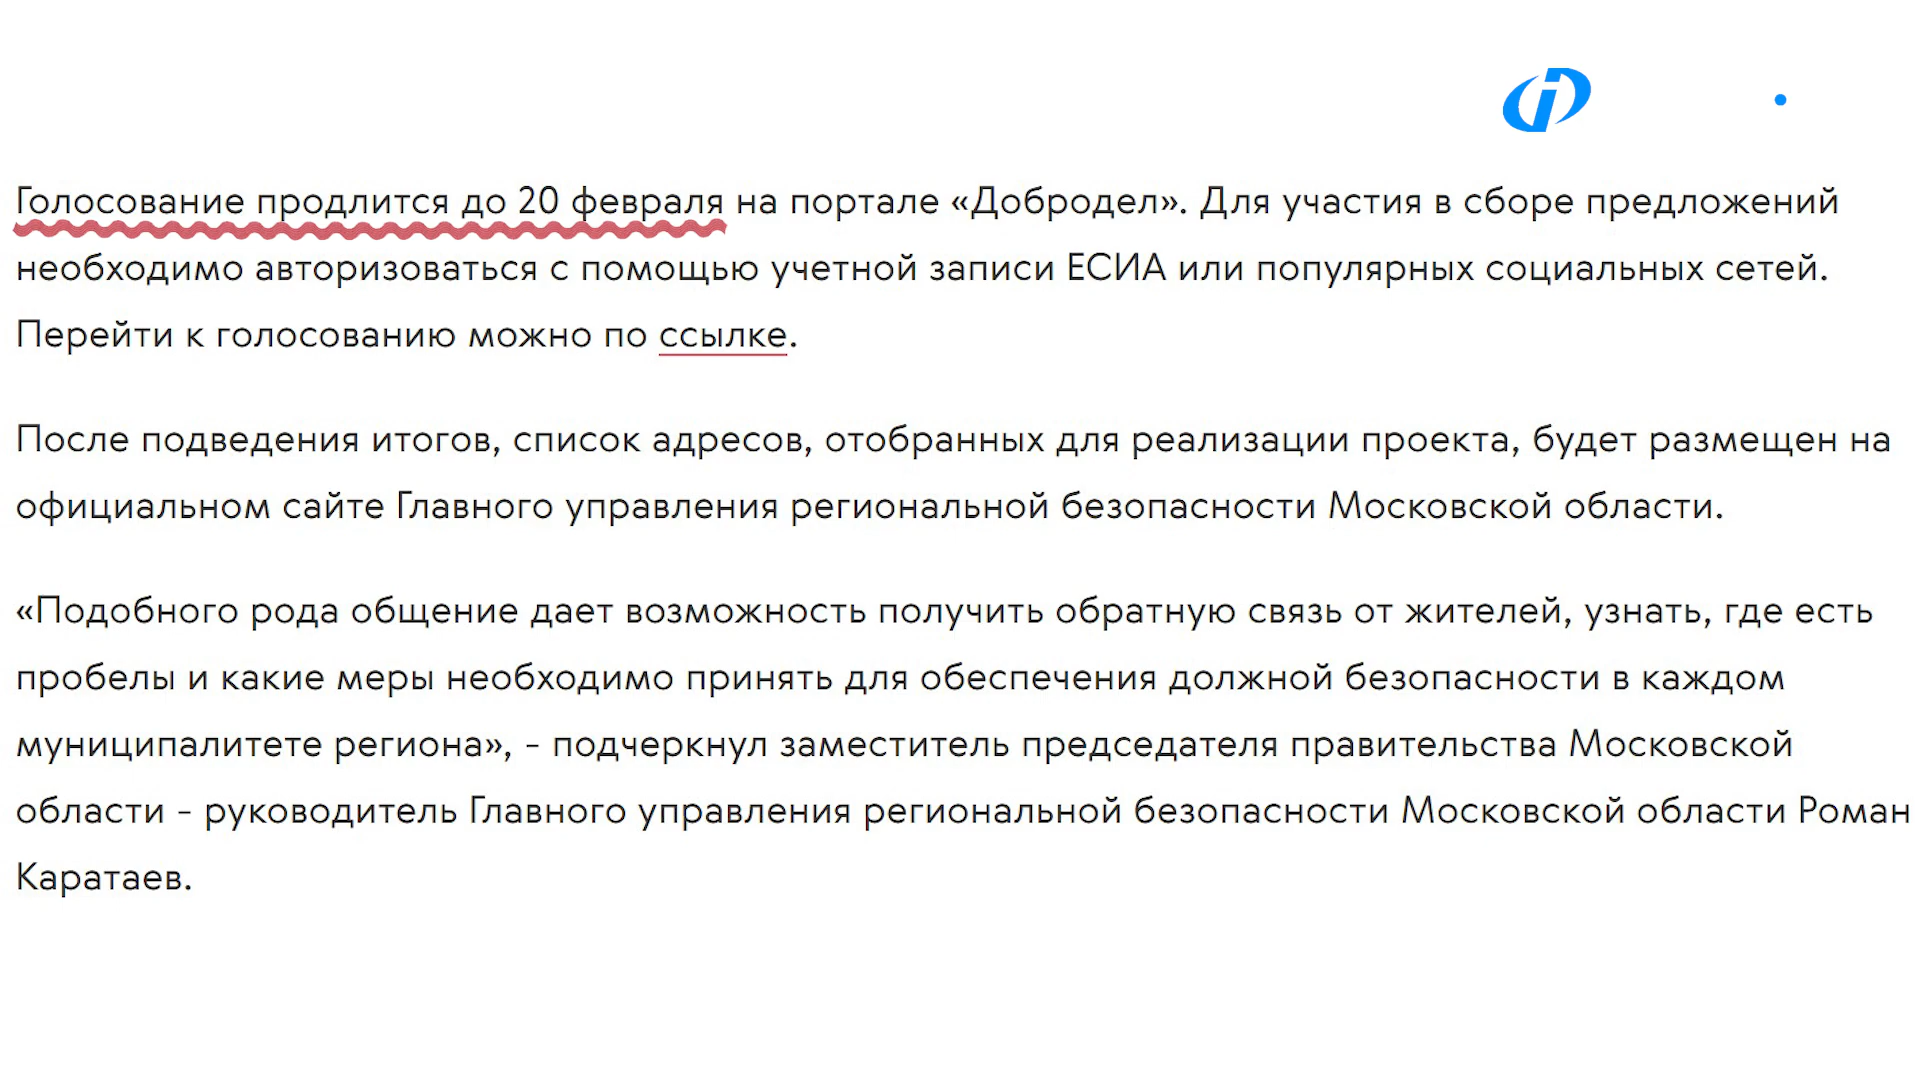 Голосование продлится до 20 февраля на портале «Добродел». Для участия в сборе предложений
необходимо авторизоваться с помощью учетной записи ЕСИА или популярных социальных сетей.
Перейти к голосованию можно по ссылке.
После подведения итогов, список адресов, отобранных для реализации проекта, будет размещен на
официальном сайте Главного управления региональной безопасности Московской области.
«Подобного рода общение дает возможность получить обратную связь от жителей, узнать, где есть
пробелы и какие меры необходимо принять для обеспечения должной безопасности в каждом
муниципалитете региона», - подчеркнул заместитель председателя правительства Московской
области - руководитель Главного управления региональной безопасности Московской области Роман
Каратаев.